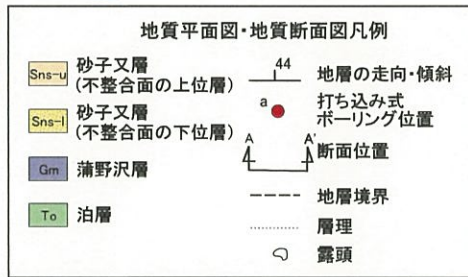 地質平面図・地質断面図凡例
Sns-u 砂子又層
(不整合面の上位層)
Sns-l 砂子又層
(不整合面の下位層)
Gm 蒲野沢層
To 泊層
44 地層の走向・傾斜
a 打ち込み式
ボーリング位置
A A' 断面位置
地層境界
層理
露頭